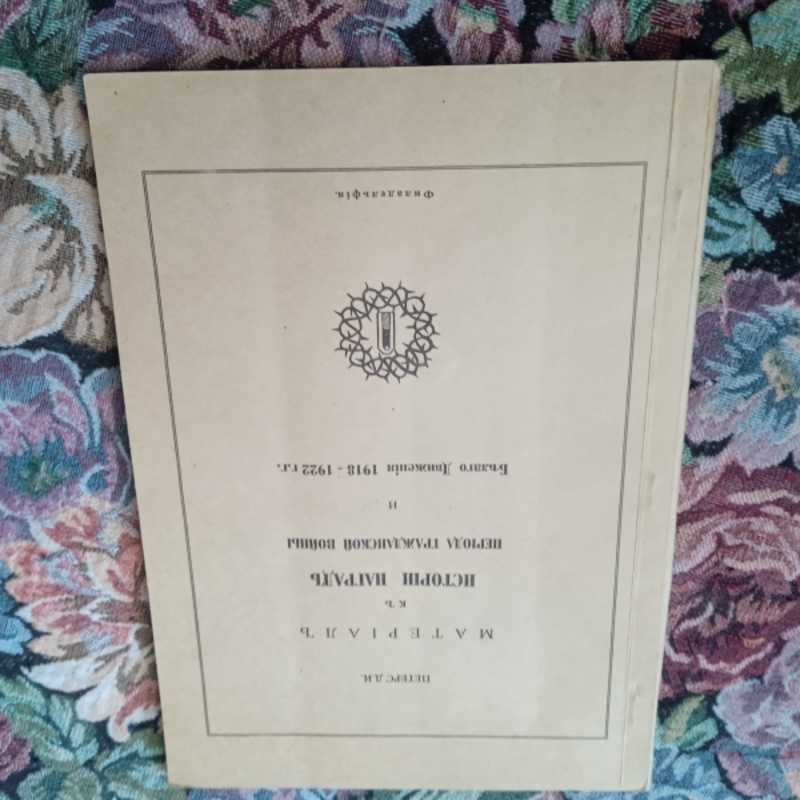 ПЕТЕРС Д.И.
МАТЕРІАЛЪ
КЪ
ИСТОРІИ НАГРАДЪ
ПЕРІОДА ГРАЖДАНСКОЙ ВОЙНЫ
И
Бѣлаго Движенія 1918 - 1922 г.г.
Филадельфія.